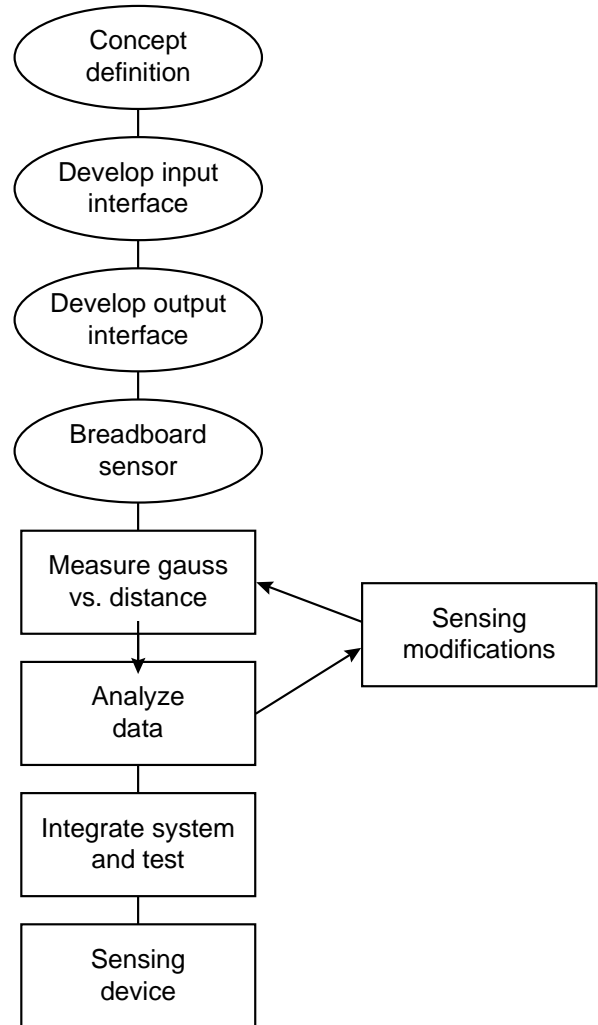 Concept
definition
Develop input
interface
Develop output
interface
Breadboard
sensor
Measure gauss
vs. distance
Sensing
modifications
Analyze
data
Integrate system
and test
Sensing
device